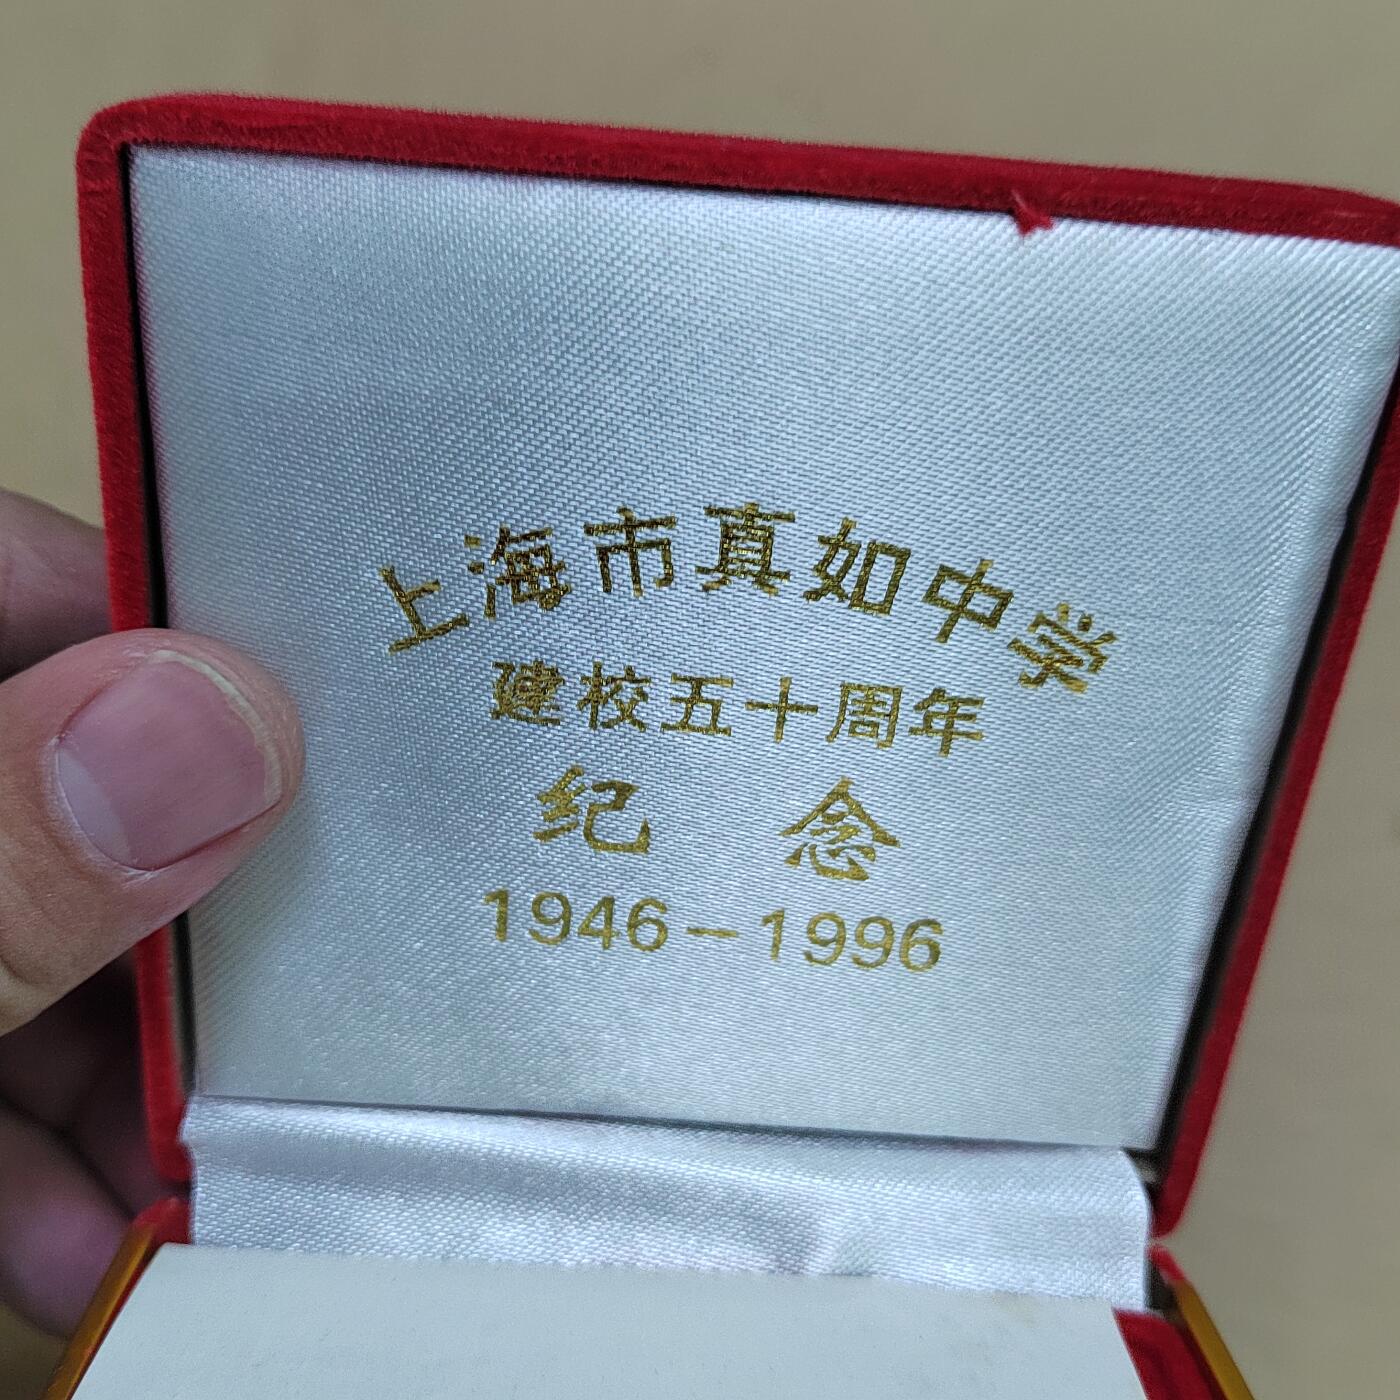 上海市真如中学
建校五十周年
纪 念
1946-1996